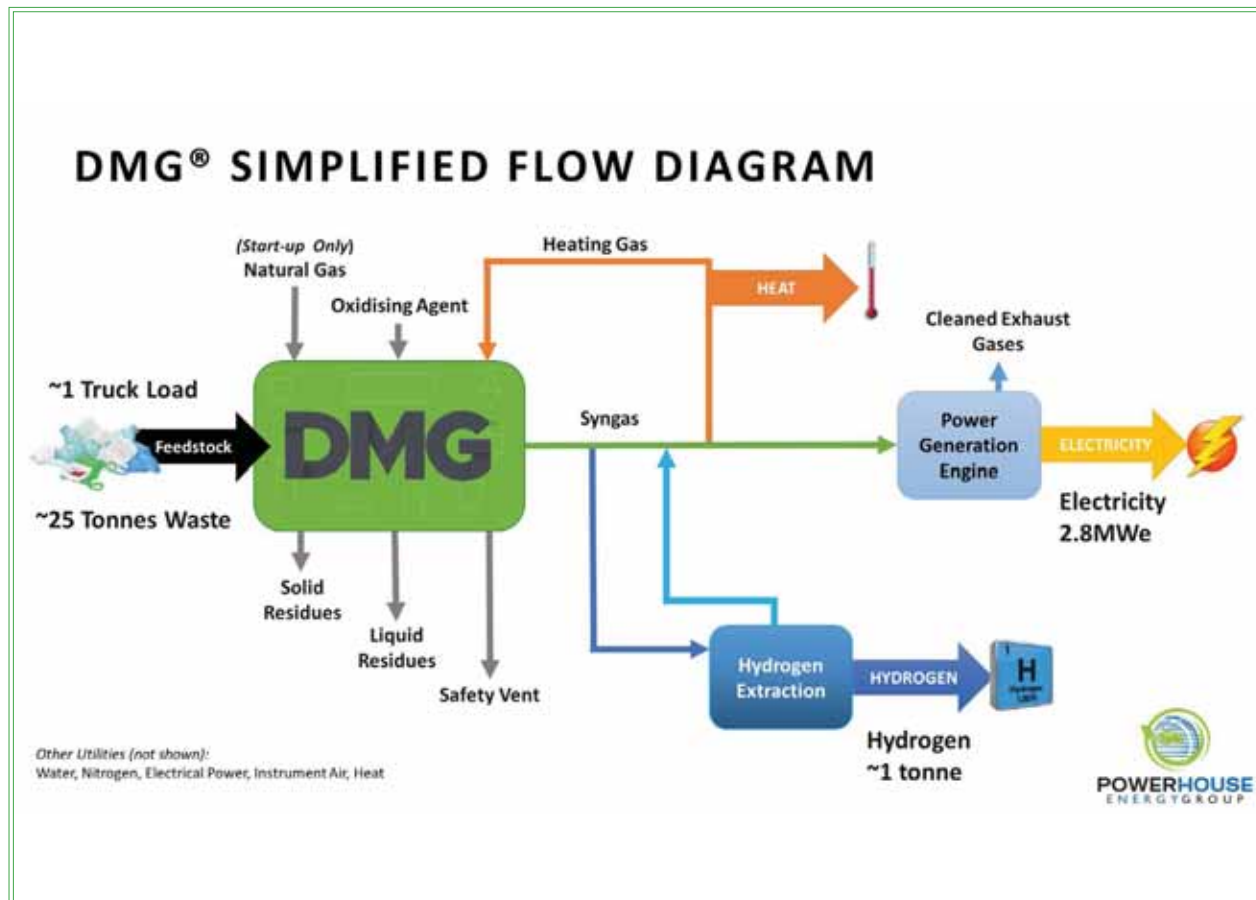 DMG® SIMPLIFIED FLOW DIAGRAM
(Start-up Only)
Natural Gas
Oxidising Agent
Heating Gas
HEAT
Cleaned Exhaust
Gases
~1 Truck Load
Feedstock
~25 Tonnes Waste
DMG
Syngas
Power
Generation
Engine
ELECTRICITY
Electricity
2.8MWe
Solid
Residues
Liquid
Residues
Safety Vent
Hydrogen
Extraction
HYDROGEN
1
H
Hydrogen
Hydrogen
~1 tonne
Other Utilities (not shown):
Water, Nitrogen, Electrical Power, Instrument Air, Heat
POWERHOUSE
ENERGYGROUP